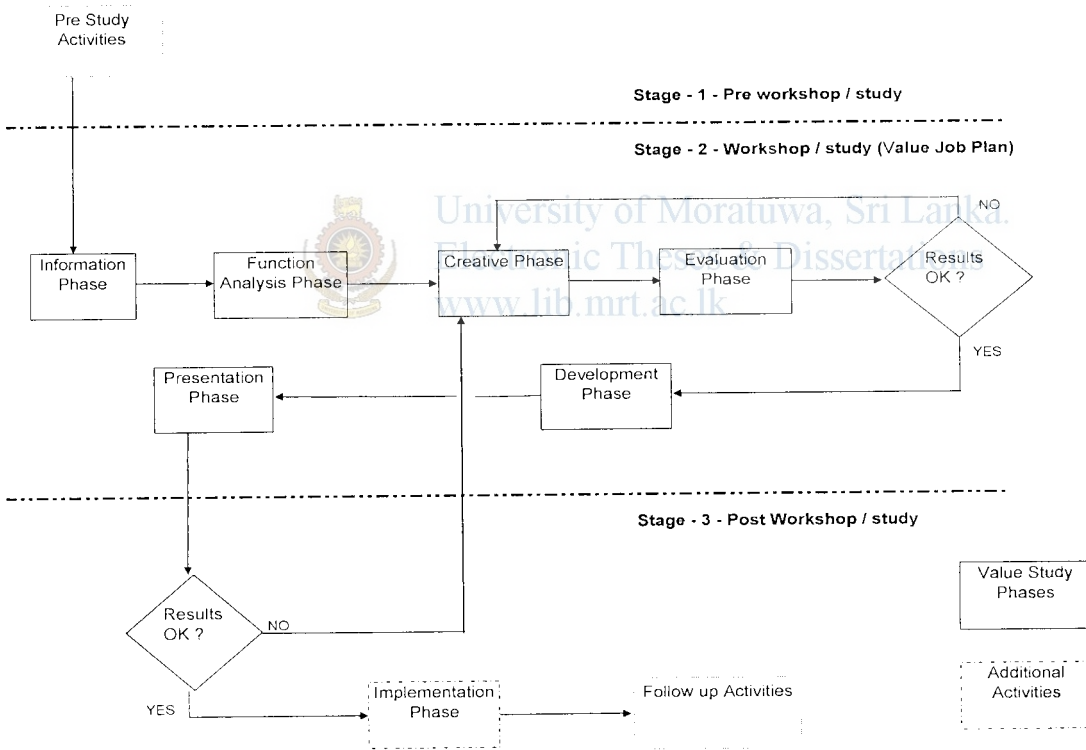 Pre Study
Activities
Stage - 1 - Pre workshop / study
Stage - 2 - Workshop / study (Value Job Plan)
University of Moratuwa, Sri Lanka.
Electronic Theses & Dissertations
www.lib.mrt.ac.lk
NO
Information
Phase
Function
Analysis Phase
Creative Phase
Evaluation
Phase
Results
OK ?
YES
Development
Phase
Presentation
Phase
Stage - 3 - Post Workshop / study
Results
OK ?
NO
YES
Implementation
Phase
Follow up Activities
Value Study
Phases
Additional
Activities